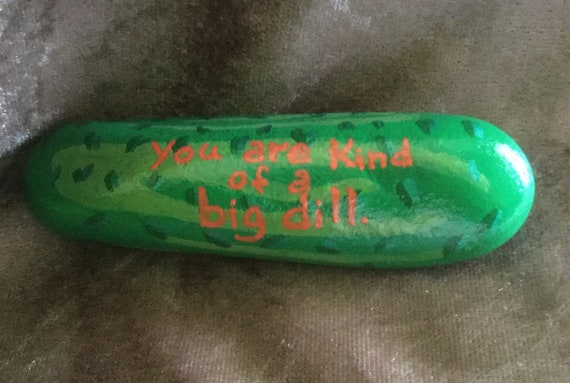 You are Kind
of a
big dill.